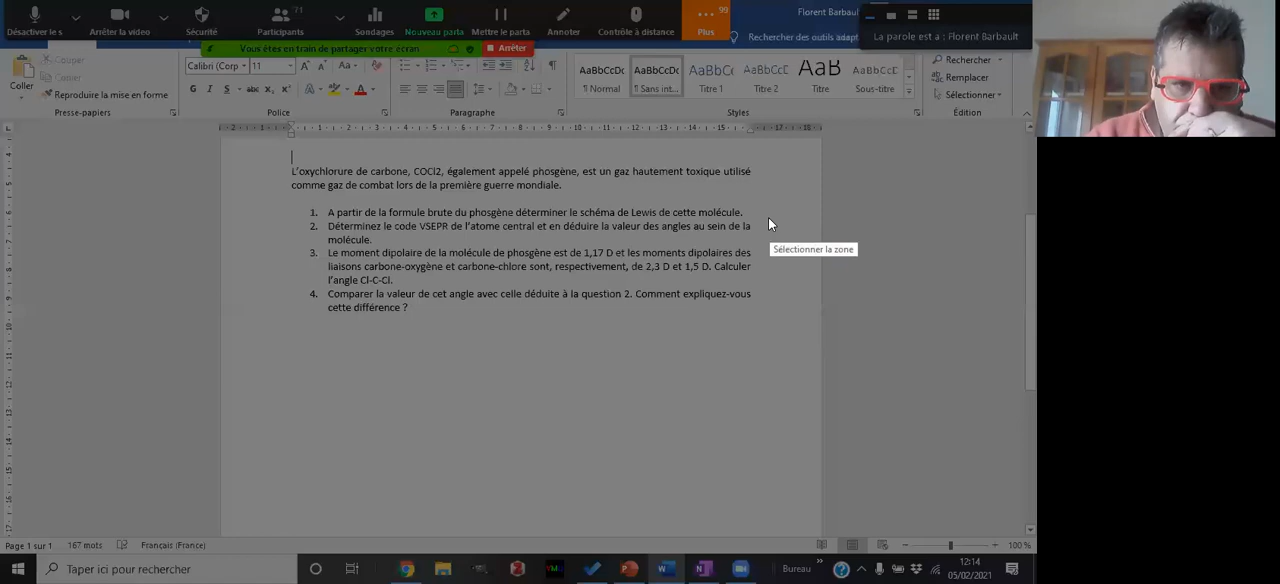 Florent Barbault
71
99
Désactiver le s
Arrêter la vidéo
Sécurité
Participants
Sondages
Nouveau parta
Mettre le parta
Annoter
Contrôle à distance
Plus
Rechercher des outils adapt
La parole est à : Florent Barbault
Vous êtes en train de partager votre écran
Arrêter
Couper
Copier
Coller
Reproduire la mise en forme
Calibri (Corp
11
AaBbCcDc
AaBbCcDc
AaBbCc
AaBbCcD
AaB
AaBbCcD
¶ Normal
¶ Sans int...
Titre 1
Titre 2
Titre
Sous-titre
Rechercher
Remplacer
Sélectionner
Presse-papiers
Police
Paragraphe
Styles
Édition
L'oxychlorure de carbone, COCl2, également appelé phosgène, est un gaz hautement toxique utilisé
comme gaz de combat lors de la première guerre mondiale.
1. A partir de la formule brute du phosgène déterminer le schéma de Lewis de cette molécule.
2. Déterminez le code VSEPR de l'atome central et en déduire la valeur des angles au sein de la
molécule.
3. Le moment dipolaire de la molécule de phosgène est de 1,17 D et les moments dipolaires des
liaisons carbone-oxygène et carbone-chlore sont, respectivement, de 2,3 D et 1,5 D. Calculer
l'angle Cl-C-Cl.
4. Comparer la valeur de cet angle avec celle déduite à la question 2. Comment expliquez-vous
cette différence ?
Sélectionner la zone
Page 1 sur 1
167 mots
Français (France)
100 %
Taper ici pour rechercher
Bureau
12:14
05/02/2021